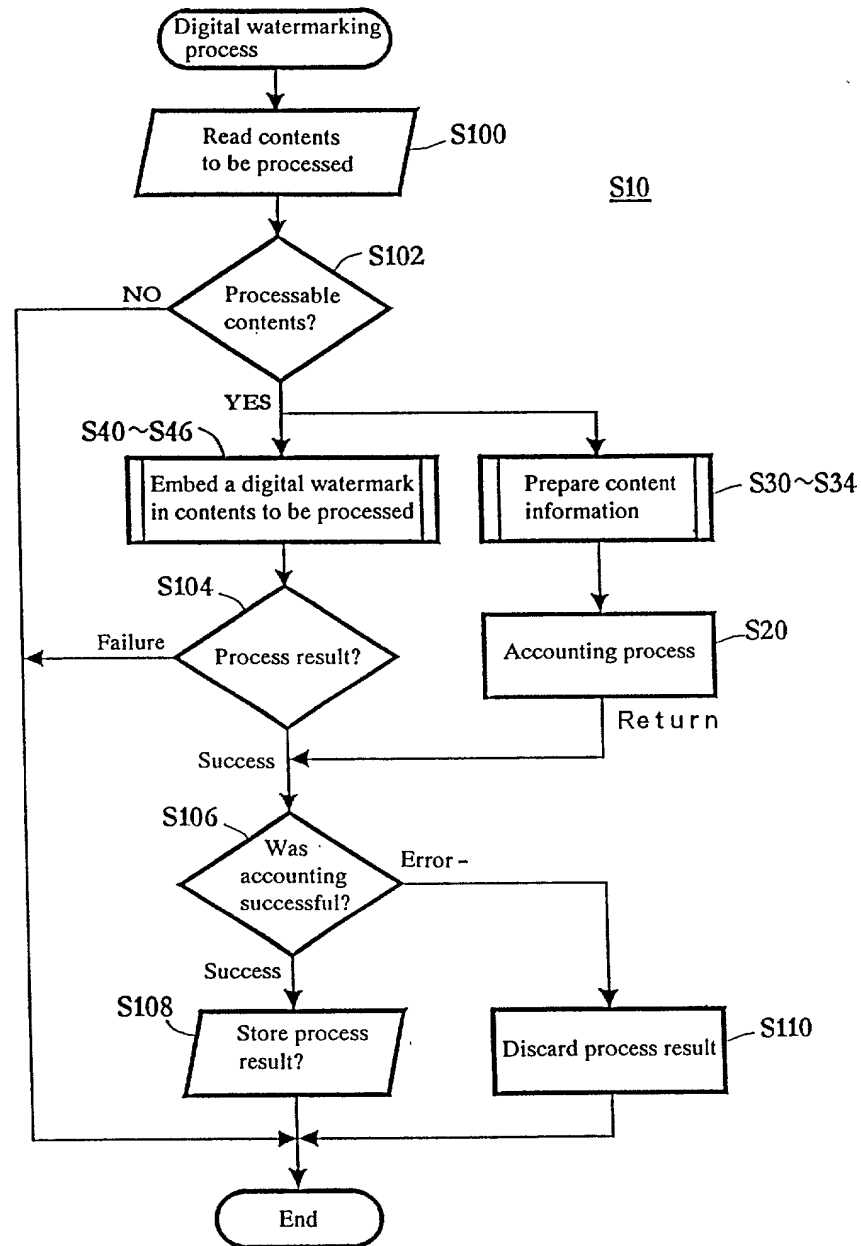 Digital watermarking
process
Read contents
to be processed
S100
S10
S102
NO
Processable
contents?
YES
S40~S46
Embed a digital watermark
in contents to be processed
Prepare content
information
S30~S34
S104
Failure
Process result?
Accounting process
S20
Return
Success
S106
Was
accounting
successful?
Error-
Success
S108
Store process
result?
Discard process result
S110
End